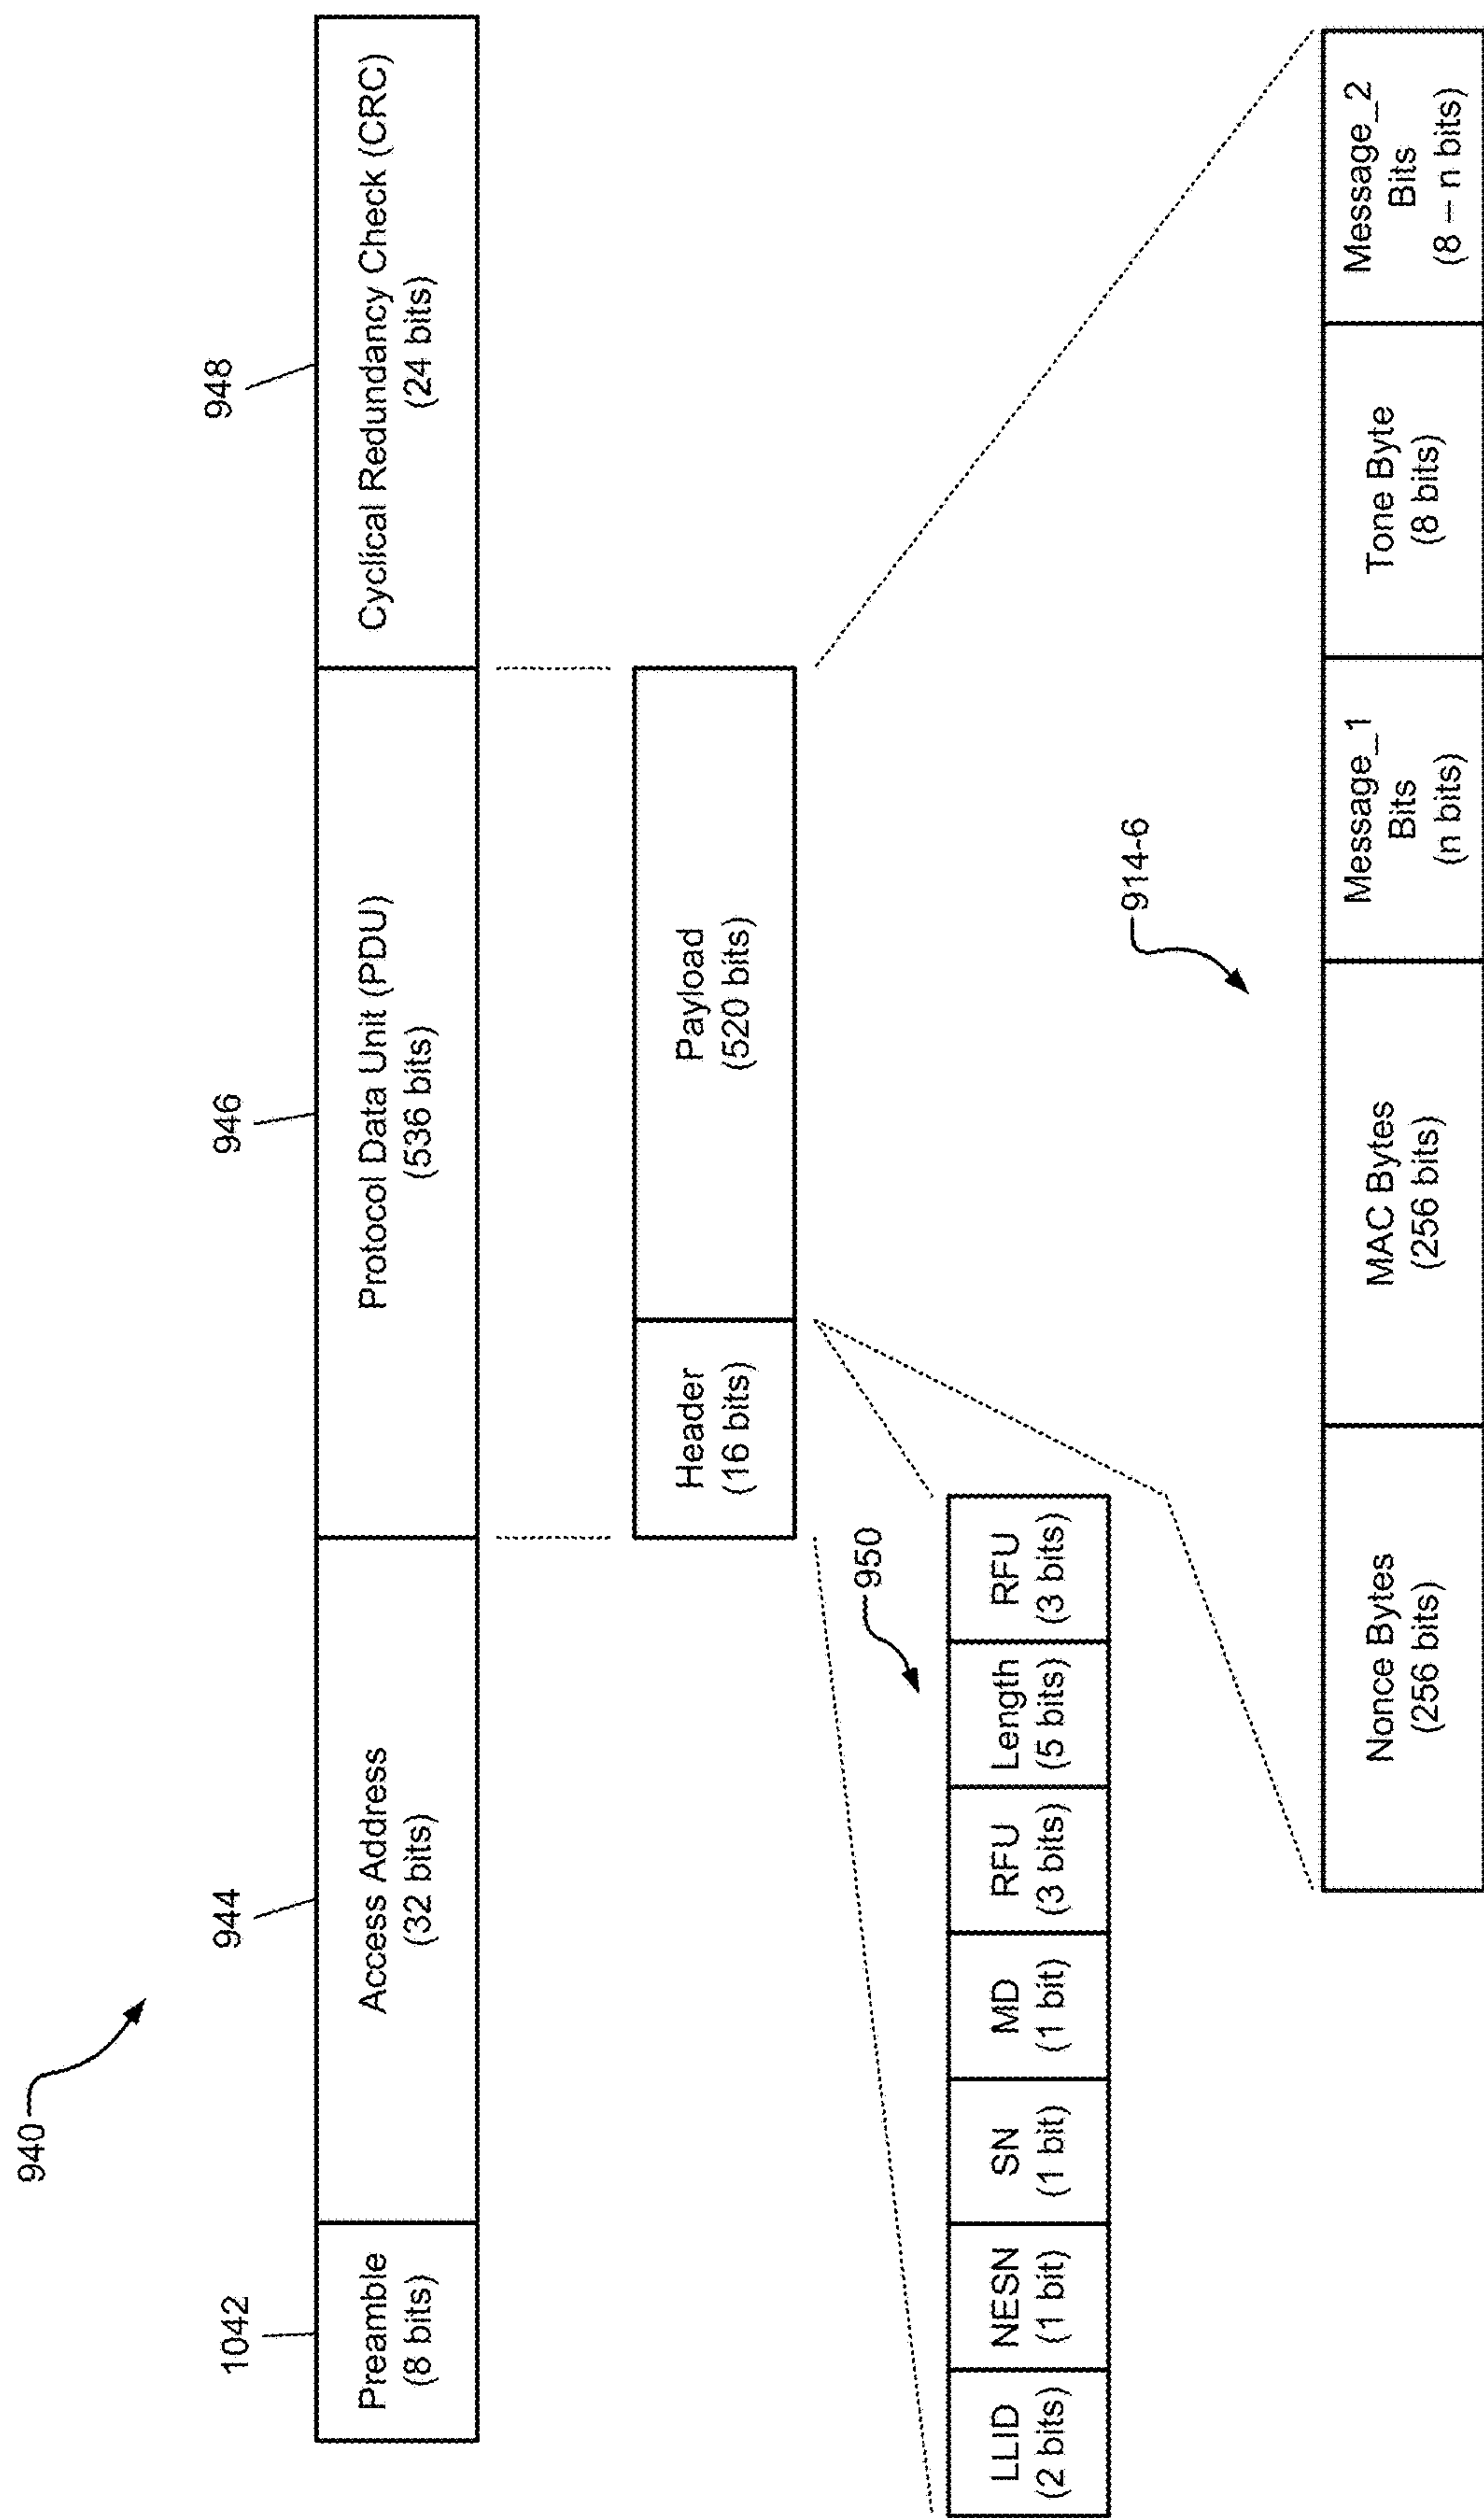 940
1042
944
946
948
Preamble
(8 bits)
Access Address
(32 bits)
Protocol Data Unit (PDU)
(536 bits)
Cyclical Redundancy Check (CRC)
(24 bits)
Header
(16 bits)
Payload
(520 bits)
950
LLID
(2 bits)
NESN
(1 bit)
SN
(1 bit)
MD
(1 bit)
RFU
(3 bits)
Length
(5 bits)
RFU
(3 bits)
914-6
Nonce Bytes
(256 bits)
MAC Bytes
(256 bits)
Message_1
Bits
(n bits)
Tone Byte
(8 bits)
Message_2
Bits
(8 – n bits)